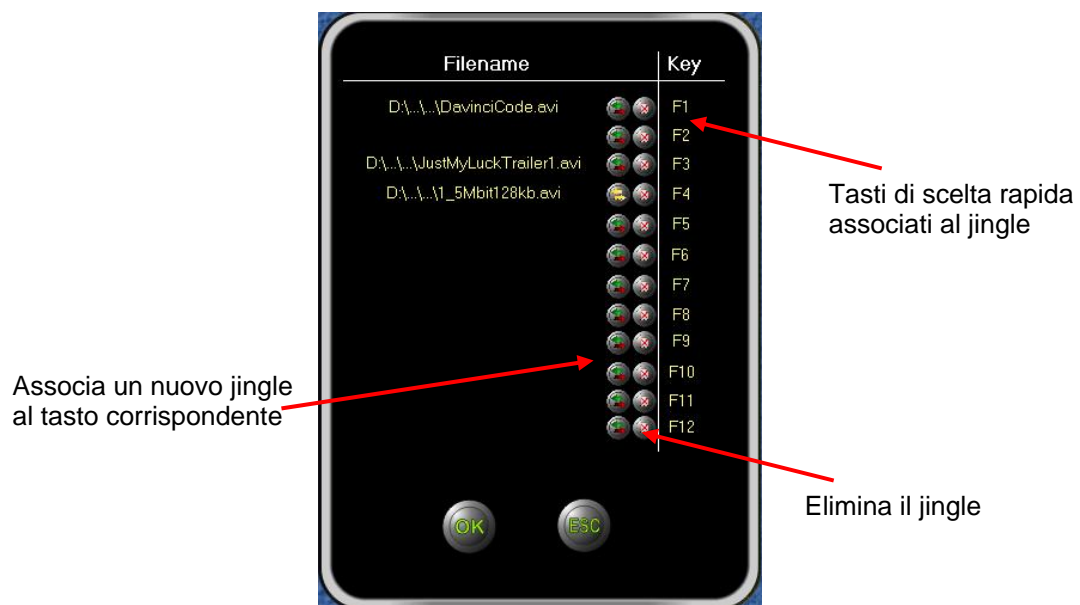 Filename Key
D:\...\...\DavinciCode.avi F1
F2
D:\...\...\JustMyLuckTrailer1.avi F3
D:\...\...\1_5Mbit128kb.avi F4
F5
F6
F7
F8
F9
F10
F11
F12
OK ESC
Tasti di scelta rapida
associati al jingle
Associa un nuovo jingle
al tasto corrispondente
Elimina il jingle